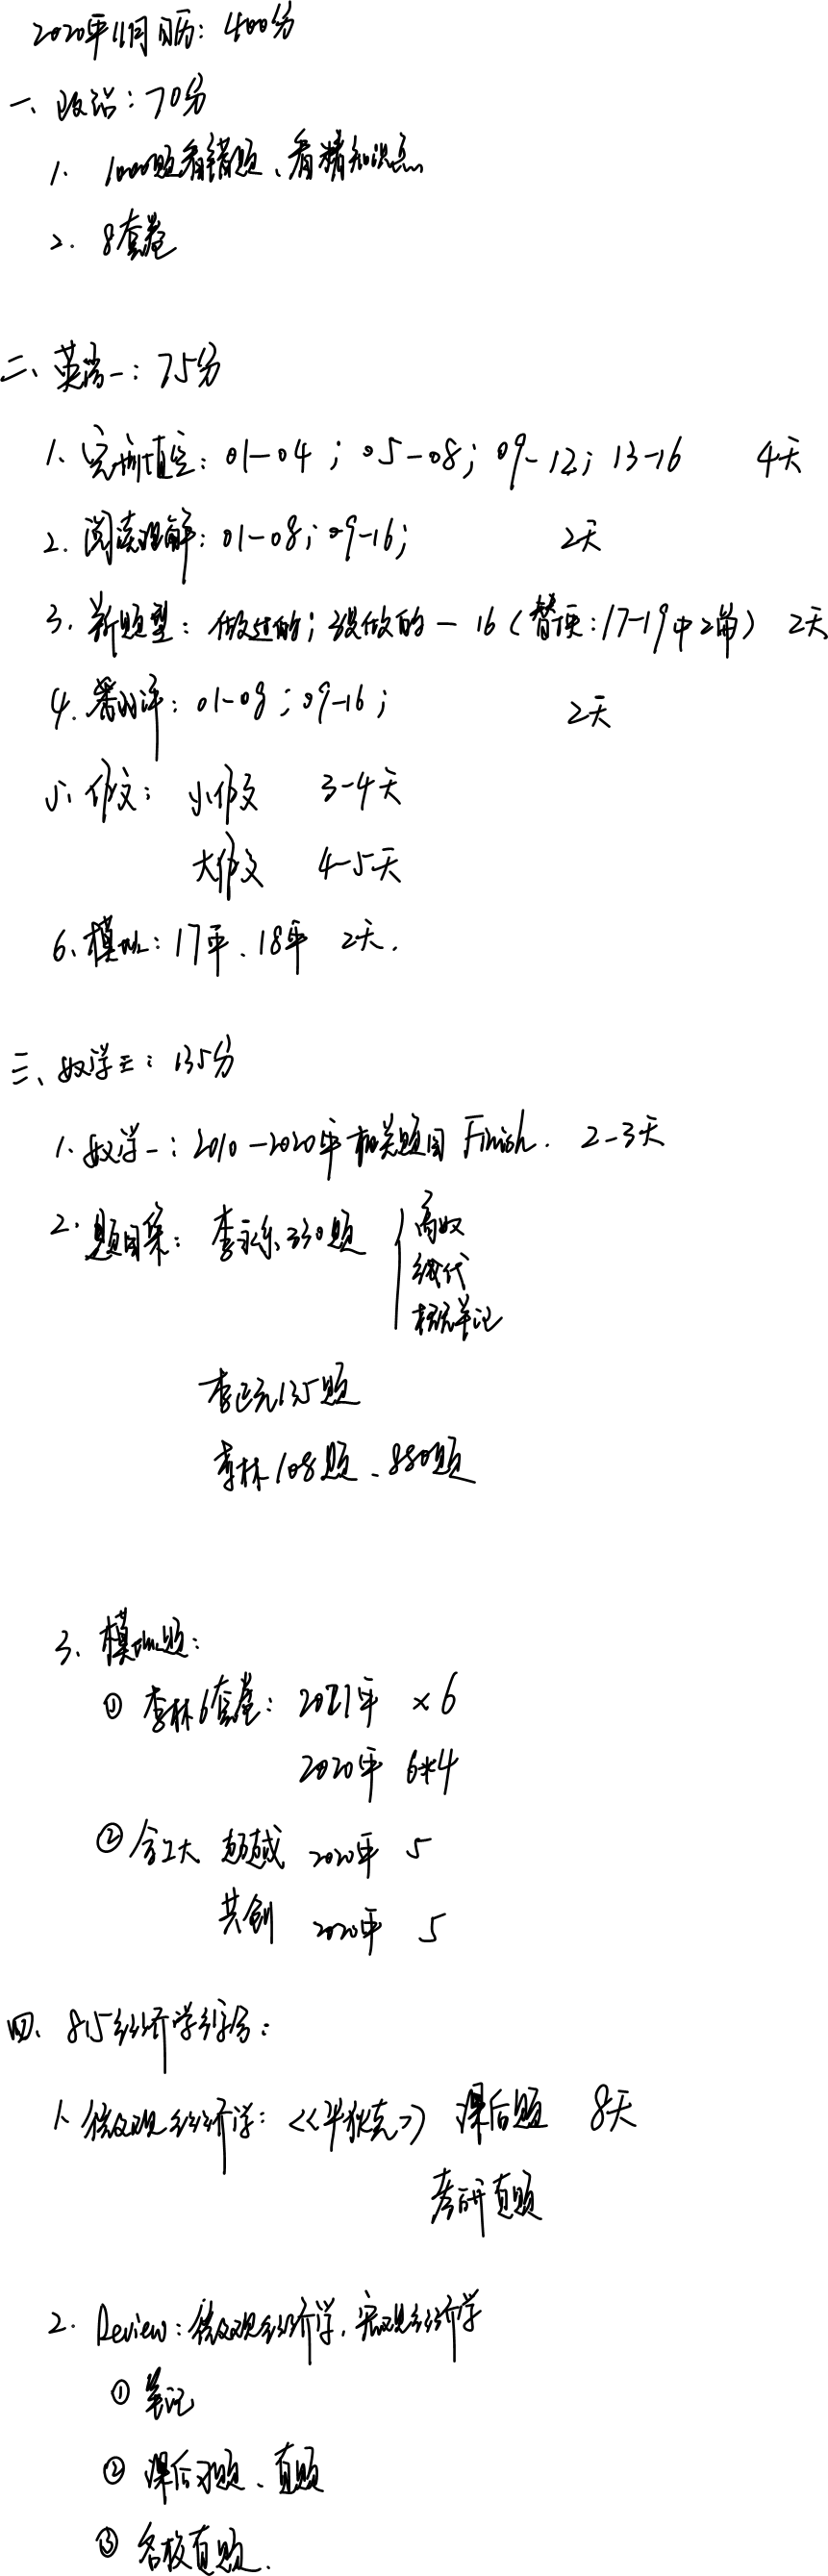 2020年11月日历：400分
一、政治：70分
1. 1000题看错题、看精知识点
2. 8套卷
二、英语一：75分
1、完形填空：01-04；05-08；09-12；13-16 4天
2. 阅读理解：01-08；09-16； 2天
3. 新题型：做过的；没做的-16（替换：17-19中2篇） 2天
4. 翻译：01-08；09-16； 2天
5、作文：小作文 3-4天
大作文 4-5天
6、模拟：17年、18年 2天.
三、数学三：135分
1. 数学一：2010-2020年相关题目 Finish. 2-3天
2. 题目集：李永乐330题 高数
线代
概统笔记
李正元135题
李林108题、880题
3. 模拟题：
① 李林6套卷：2021年 ×6
2020年 6*4
② 合工大 超越 2020年 5
共创 2020年 5
四、815经济学综合：
1、微观经济学：<<平狄克>> 课后题 8天
考研真题
2. Review：微观经济学，宏观经济学
① 笔记
② 课后习题、真题
③ 各校真题.